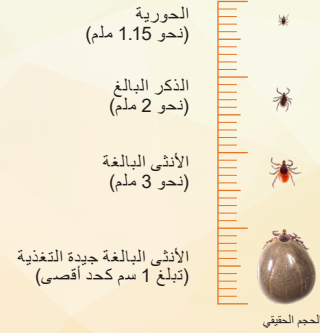 الحورية
(نحو 1.15 ملم)
الذكر البالغ
(نحو 2 ملم)
الأنثى البالغة
(نحو 3 ملم)
الأنثى البالغة جيدة التغذية
(تبلغ 1 سم كحد أقصى)
الحجم الحقيقي